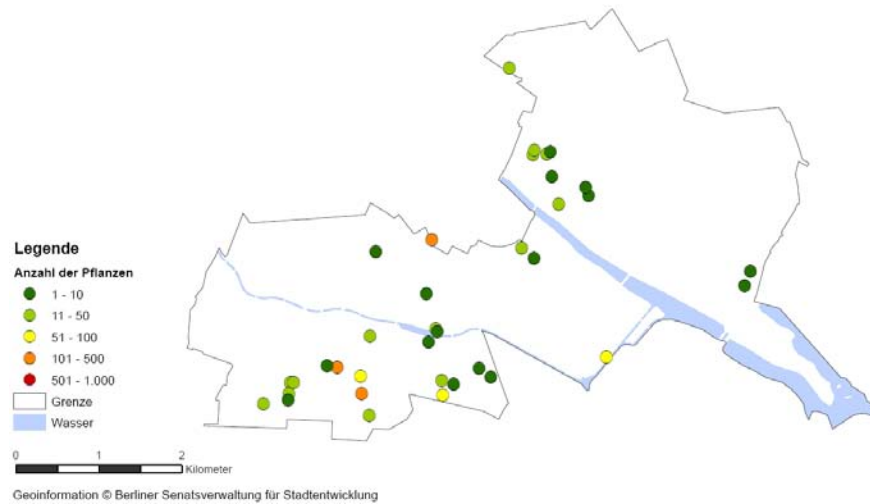 Legende
Anzahl der Pflanzen
1 - 10
11 - 50
51 - 100
101 - 500
501 - 1.000
Grenze
Wasser
0 1 2
Kilometer
Geoinformation © Berliner Senatsverwaltung für Stadtentwicklung